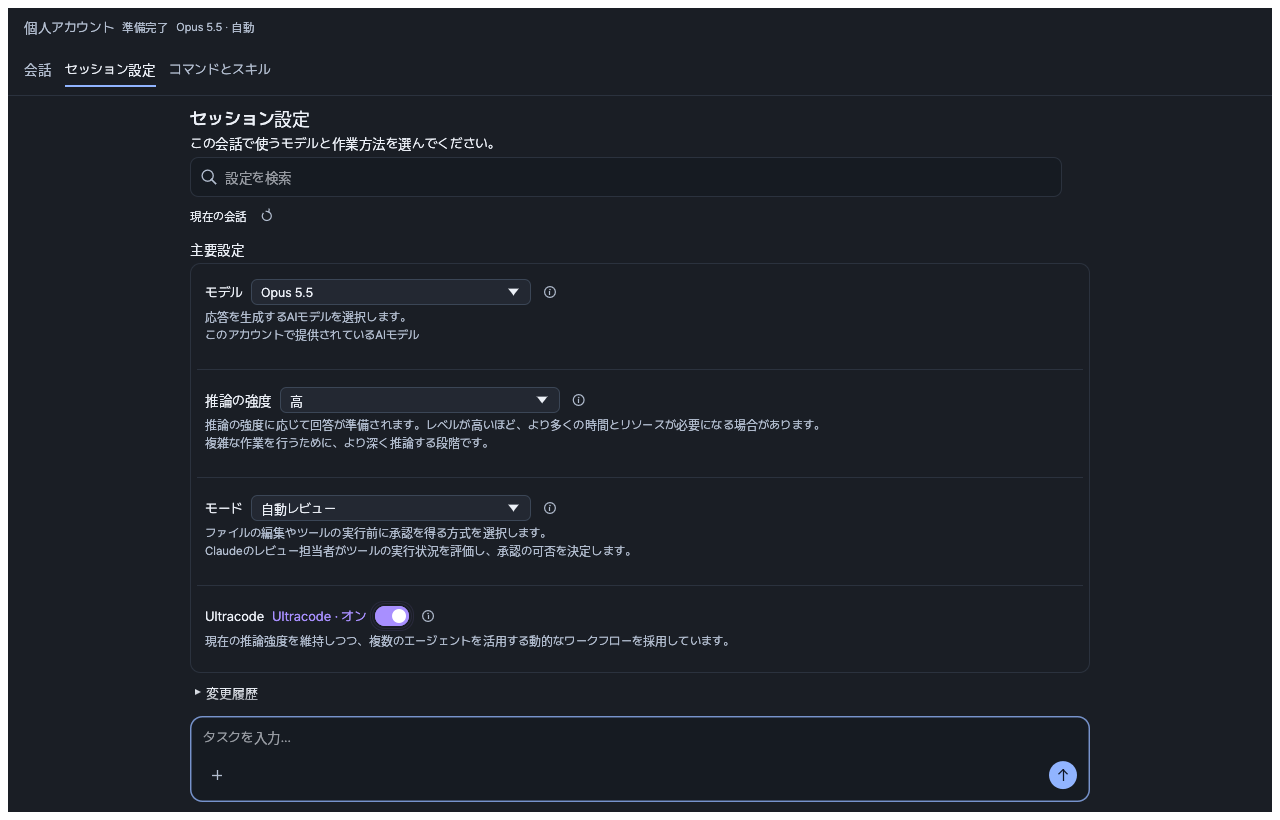 個人アカウント 準備完了 Opus 5.5 · 自動
会話 セッション設定 コマンドとスキル
セッション設定
この会話で使うモデルと作業方法を選んでください。
設定を検索
現在の会話
主要設定
モデル Opus 5.5
応答を生成するAIモデルを選択します。
このアカウントで提供されているAIモデル
推論の強度 高
推論の強度に応じて回答が準備されます。レベルが高いほど、より多くの時間とリソースが必要になる場合があります。
複雑な作業を行うために、より深く推論する段階です。
モード 自動レビュー
ファイルの編集やツールの実行前に承認を得る方式を選択します。
Claudeのレビュー担当者がツールの実行状況を評価し、承認の可否を決定します。
Ultracode Ultracode · オン
現在の推論強度を維持しつつ、複数のエージェントを活用する動的なワークフローを採用しています。
変更履歴
タスクを入力...